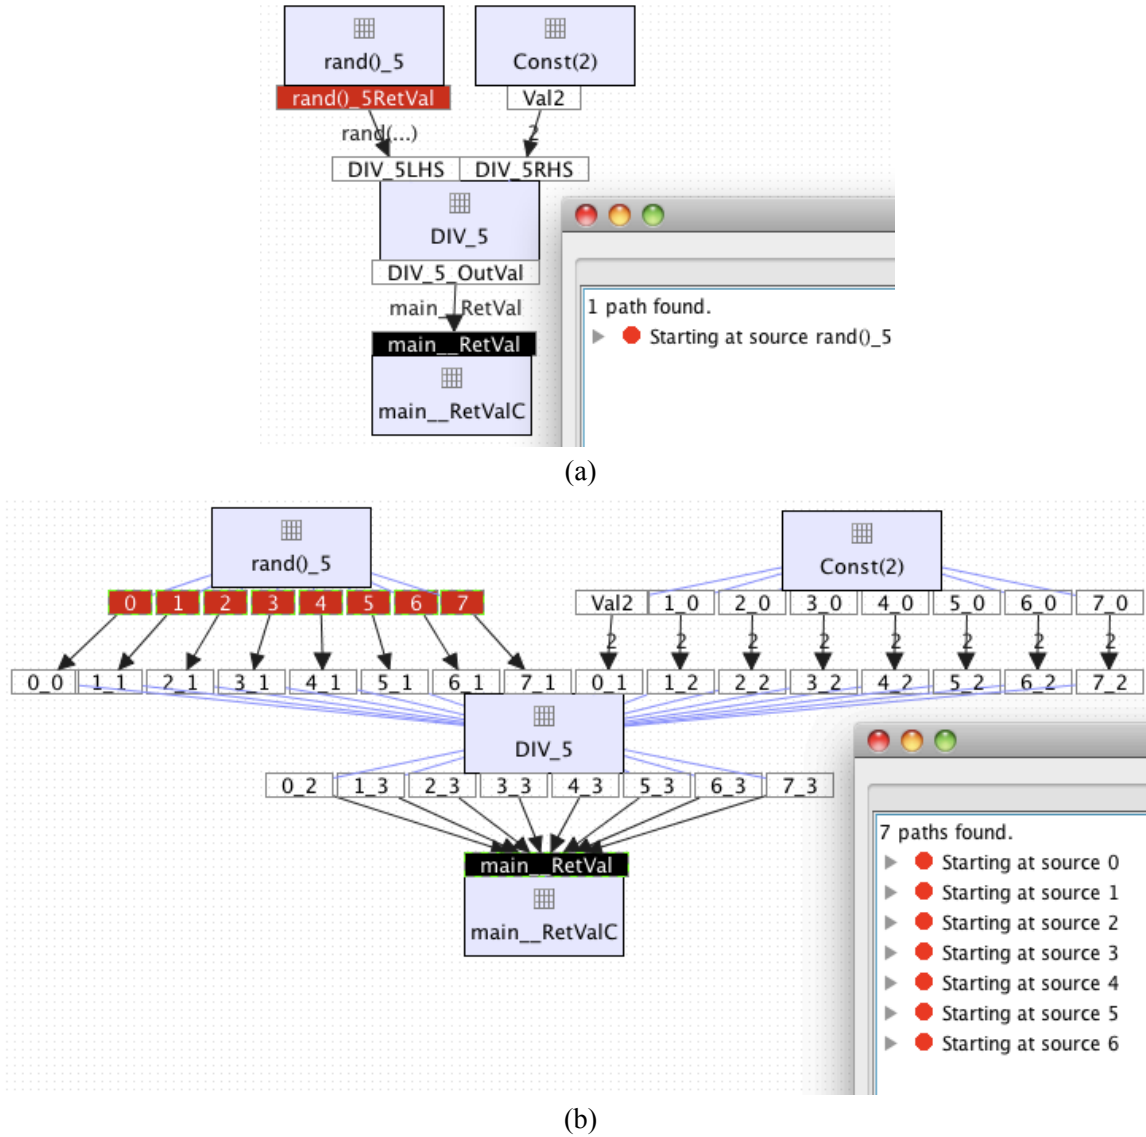 rand()_5 Const(2)
rand()_5RetVal Val2
rand(...) 2
DIV_5LHS DIV_5RHS
DIV_5
DIV_5_OutVal
main__RetVal
main__RetVal
main__RetValC
1 path found.
Starting at source rand()_5
(a)
rand()_5 Const(2)
0 1 2 3 4 5 6 7 Val2 1_0 2_0 3_0 4_0 5_0 6_0 7_0
2 2 2 2 2 2 2 2
0_0 1_1 2_1 3_1 4_1 5_1 6_1 7_1 0_1 1_2 2_2 3_2 4_2 5_2 6_2 7_2
DIV_5
0_2 1_3 2_3 3_3 4_3 5_3 6_3 7_3
main__RetVal
main__RetValC
7 paths found.
Starting at source 0
Starting at source 1
Starting at source 2
Starting at source 3
Starting at source 4
Starting at source 5
Starting at source 6
(b)